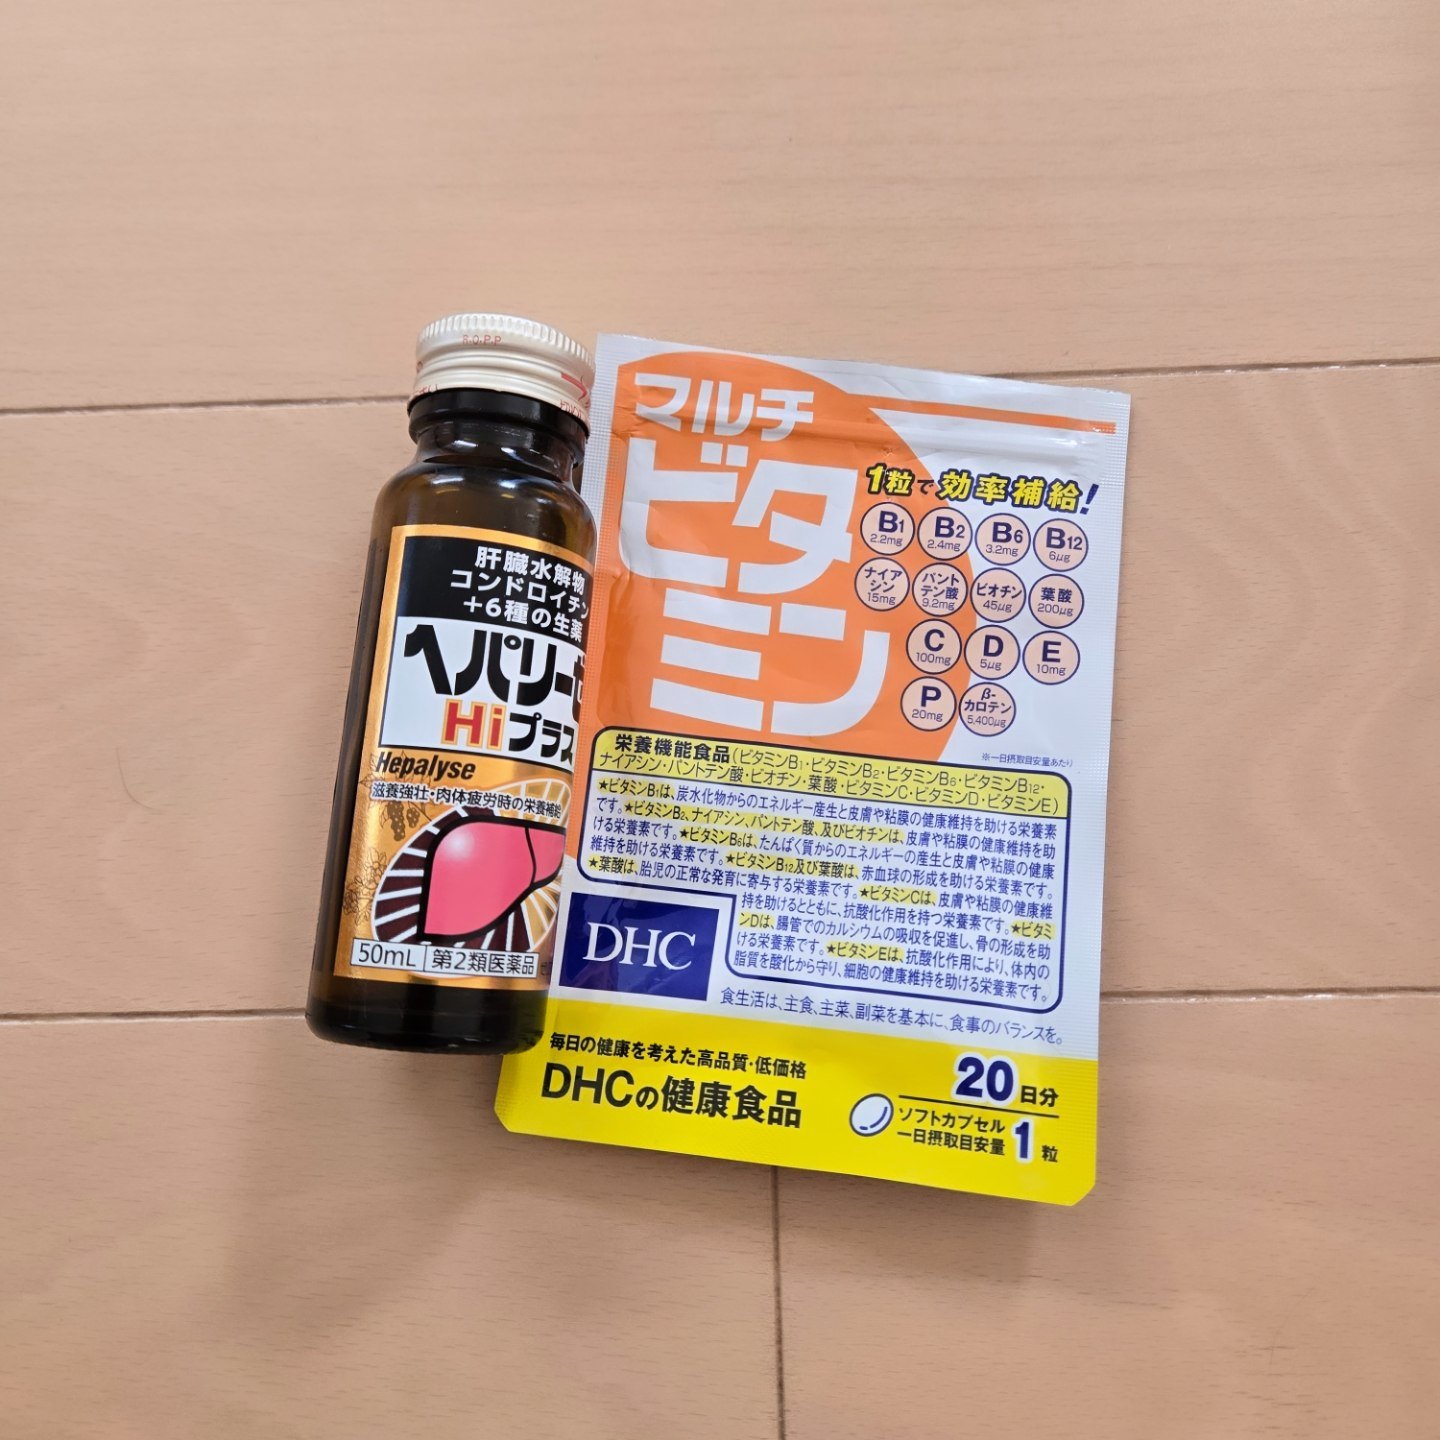 R.O.P.P
肝臓水解物
コンドロイチン
+6種の生薬
ヘパリーゼ
Hiプラス
Hepalyse
滋養強壮・肉体疲労時の栄養補給
50mL 第2類医薬品
マルチ
ビタ
ミン
1粒で効率補給!
B1 2.2mg B2 2.4mg B6 3.2mg B12 6μg
ナイアシン 15mg パントテン酸 9.2mg ビオチン 45μg 葉酸 200μg
C 100mg D 5μg E 10mg
P 20mg β-カロテン 5,400μg
※一日摂取目安量あたり
栄養機能食品(ビタミンB1・ビタミンB2・ビタミンB6・ビタミンB12・
ナイアシン・パントテン酸・ビオチン・葉酸・ビタミンC・ビタミンD・ビタミンE)
★ビタミンB1は、炭水化物からのエネルギー産生と皮膚や粘膜の健康維持を助ける栄養素
です。★ビタミンB2、ナイアシン、パントテン酸、及びビオチンは、皮膚や粘膜の健康維持を助
ける栄養素です。★ビタミンB6は、たんぱく質からのエネルギーの産生と皮膚や粘膜の健康
維持を助ける栄養素です。★ビタミンB12及び葉酸は、赤血球の形成を助ける栄養素です。
★葉酸は、胎児の正常な発育に寄与する栄養素です。★ビタミンCは、皮膚や粘膜の健康維
持を助けるとともに、抗酸化作用を持つ栄養素です。★ビタミ
ンDは、腸管でのカルシウムの吸収を促進し、骨の形成を助
ける栄養素です。★ビタミンEは、抗酸化作用により、体内の
脂質を酸化から守り、細胞の健康維持を助ける栄養素です。
DHC
食生活は、主食、主菜、副菜を基本に、食事のバランスを。
毎日の健康を考えた高品質・低価格
DHCの健康食品
20日分
ソフトカプセル
一日摂取目安量 1粒